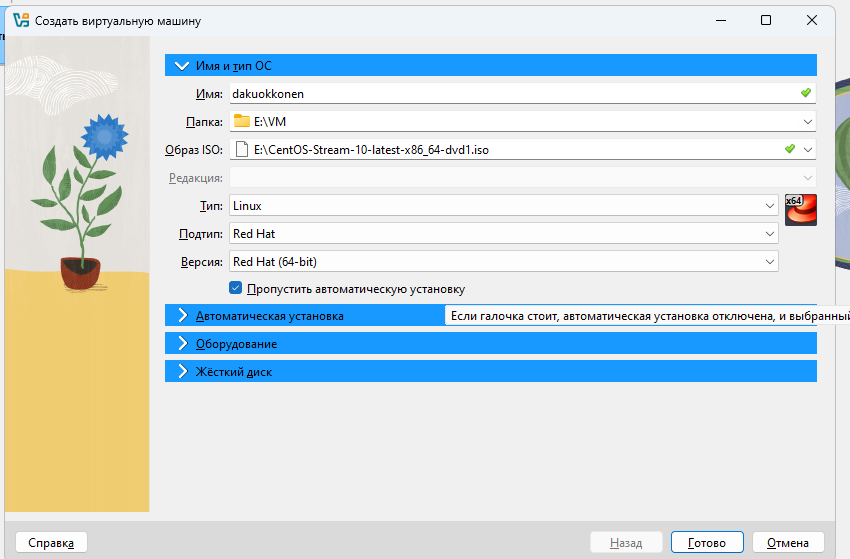 Создать виртуальную машину
Имя и тип ОС
Имя: dakuokkonen
Папка: E:\VM
Образ ISO: E:\CentOS-Stream-10-latest-x86_64-dvd1.iso
Редакция:
Тип: Linux
x64
Подтип: Red Hat
Версия: Red Hat (64-bit)
Пропустить автоматическую установку
Автоматическая установка
Если галочка стоит, автоматическая установка отключена, и выбранный
Оборудование
Жёсткий диск
Справка Назад Готово Отмена